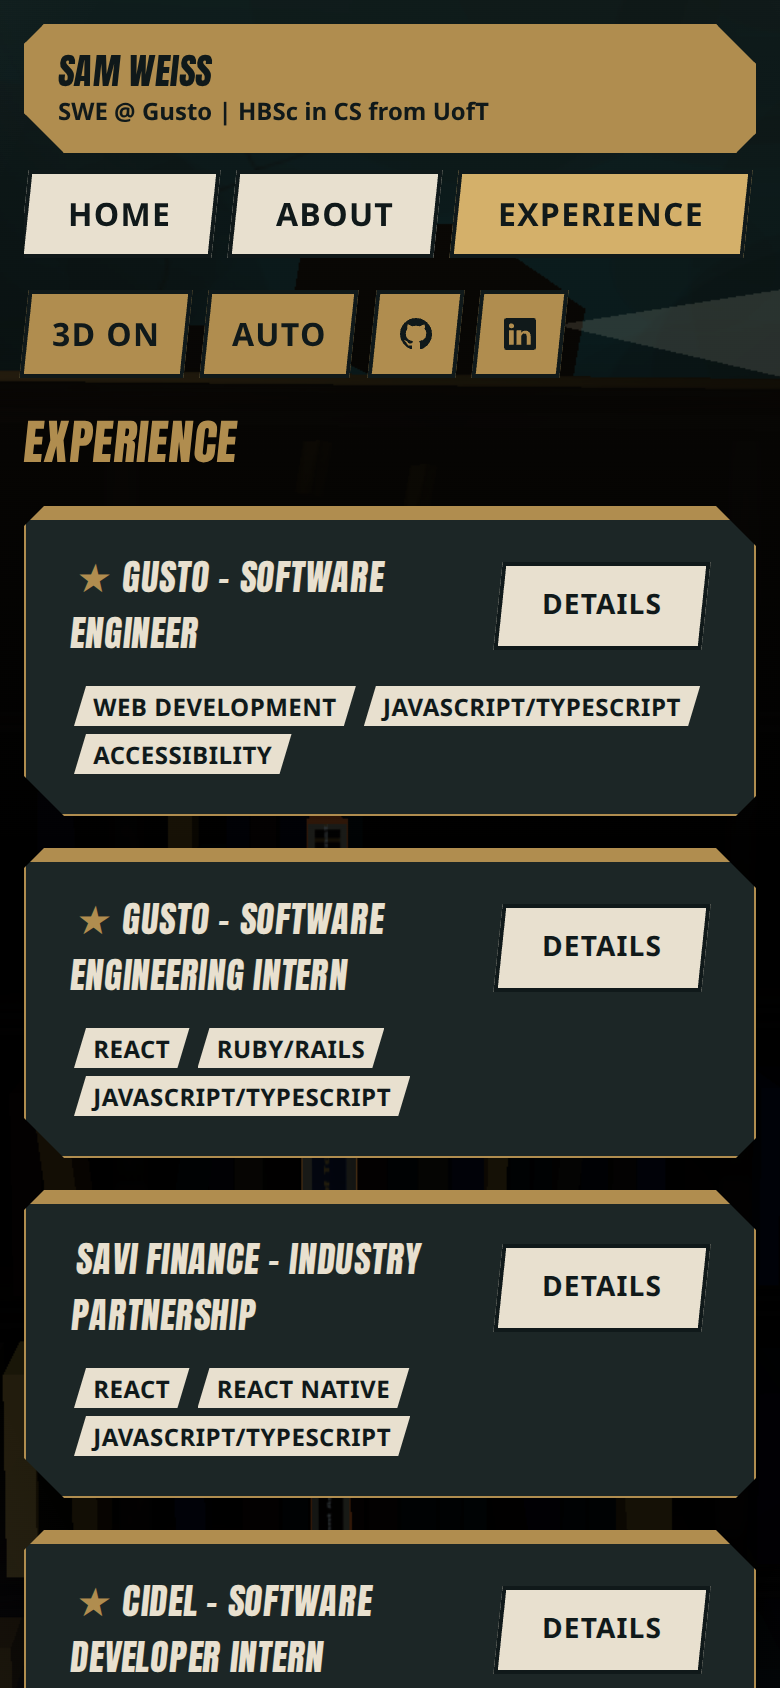 SAM WEISS
SWE @ Gusto | HBSc in CS from UofT
HOME ABOUT EXPERIENCE
3D ON AUTO in
EXPERIENCE
★ GUSTO - SOFTWARE
ENGINEER
DETAILS
WEB DEVELOPMENT JAVASCRIPT/TYPESCRIPT
ACCESSIBILITY
★ GUSTO - SOFTWARE
ENGINEERING INTERN
DETAILS
REACT RUBY/RAILS
JAVASCRIPT/TYPESCRIPT
SAVI FINANCE - INDUSTRY
PARTNERSHIP
DETAILS
REACT REACT NATIVE
JAVASCRIPT/TYPESCRIPT
★ CIDEL - SOFTWARE
DEVELOPER INTERN
DETAILS